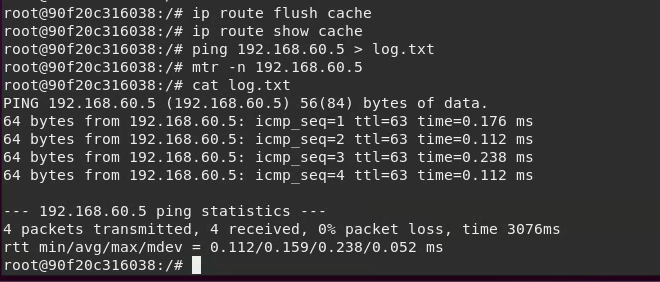 root@90f20c316038:/# ip route flush cache
root@90f20c316038:/# ip route show cache
root@90f20c316038:/# ping 192.168.60.5 > log.txt
root@90f20c316038:/# mtr -n 192.168.60.5
root@90f20c316038:/# cat log.txt
PING 192.168.60.5 (192.168.60.5) 56(84) bytes of data.
64 bytes from 192.168.60.5: icmp_seq=1 ttl=63 time=0.176 ms
64 bytes from 192.168.60.5: icmp_seq=2 ttl=63 time=0.112 ms
64 bytes from 192.168.60.5: icmp_seq=3 ttl=63 time=0.238 ms
64 bytes from 192.168.60.5: icmp_seq=4 ttl=63 time=0.112 ms
--- 192.168.60.5 ping statistics ---
4 packets transmitted, 4 received, 0% packet loss, time 3076ms
rtt min/avg/max/mdev = 0.112/0.159/0.238/0.052 ms
root@90f20c316038:/#